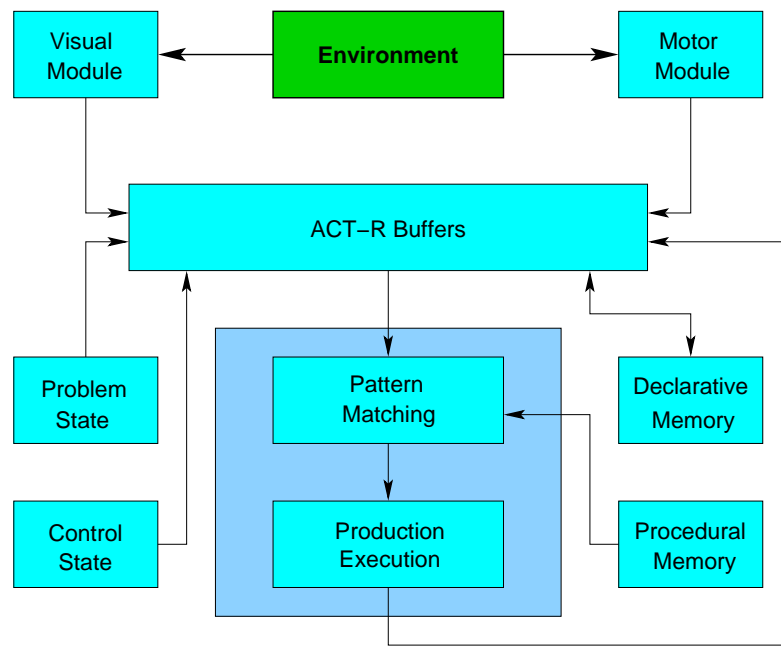 Visual
Module
Environment
Motor
Module
ACT−R Buffers
Problem
State
Pattern
Matching
Declarative
Memory
Control
State
Production
Execution
Procedural
Memory